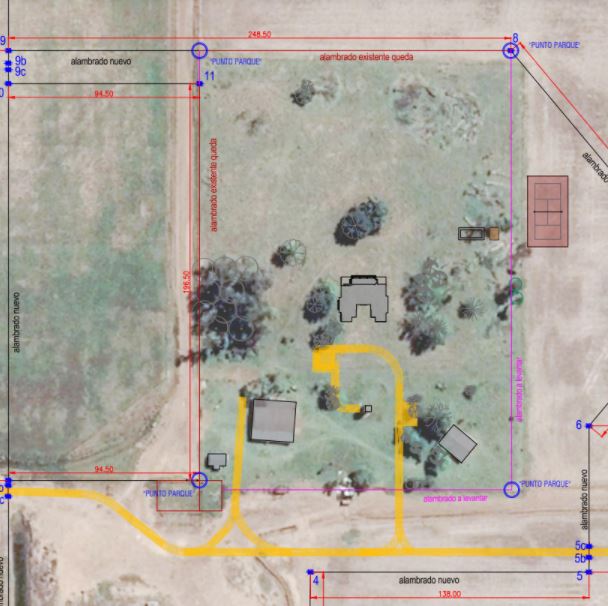 248.50
9
8
"PUNTO PARQUE"
alambrado existente queda
9b
alambrado nuevo
"PUNTO PARQUE"
9c
11
94.50
alambrado existente queda
196.50
alambrado nuevo
alambrado a levantar
6
94.50
"PUNTO PARQUE"
"PUNTO PARQUE"
alambrado a levantar
alambrado nuevo
5c
5b
4
alambrado nuevo
5
138.00